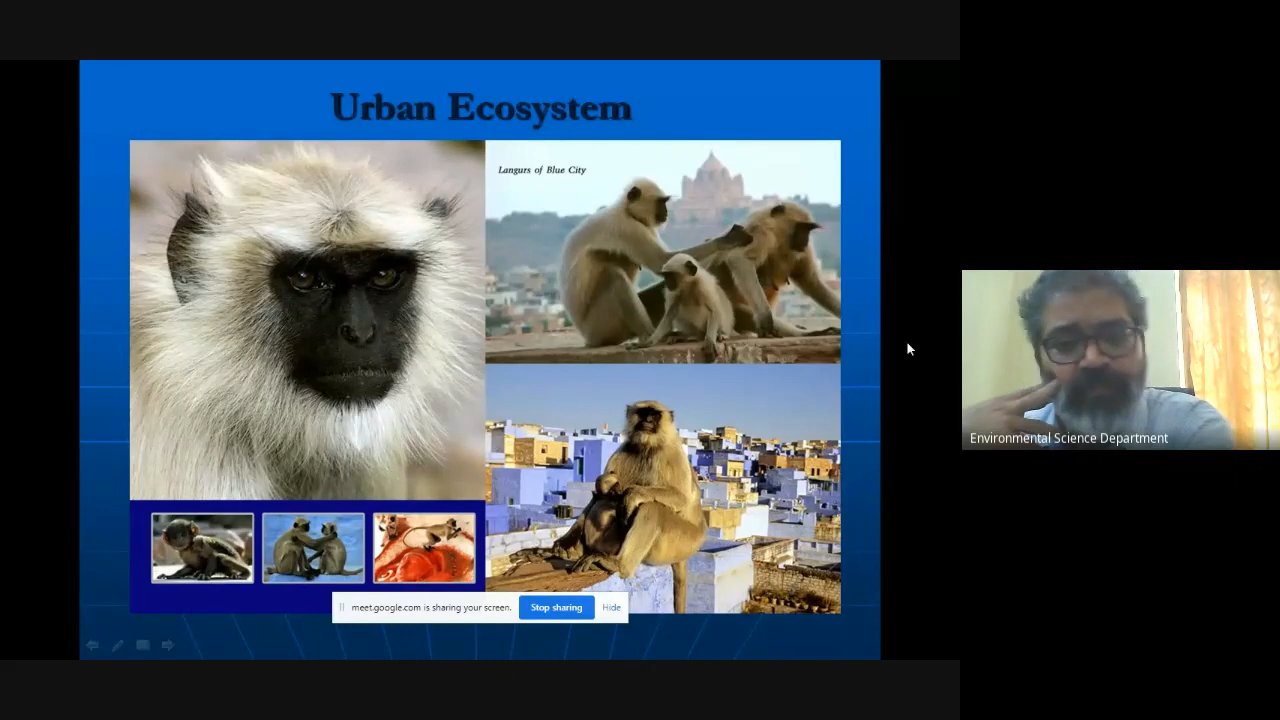 Urban Ecosystem
Langurs of Blue City
meet.google.com is sharing your screen.
Stop sharing
Hide
Environmental Science Department